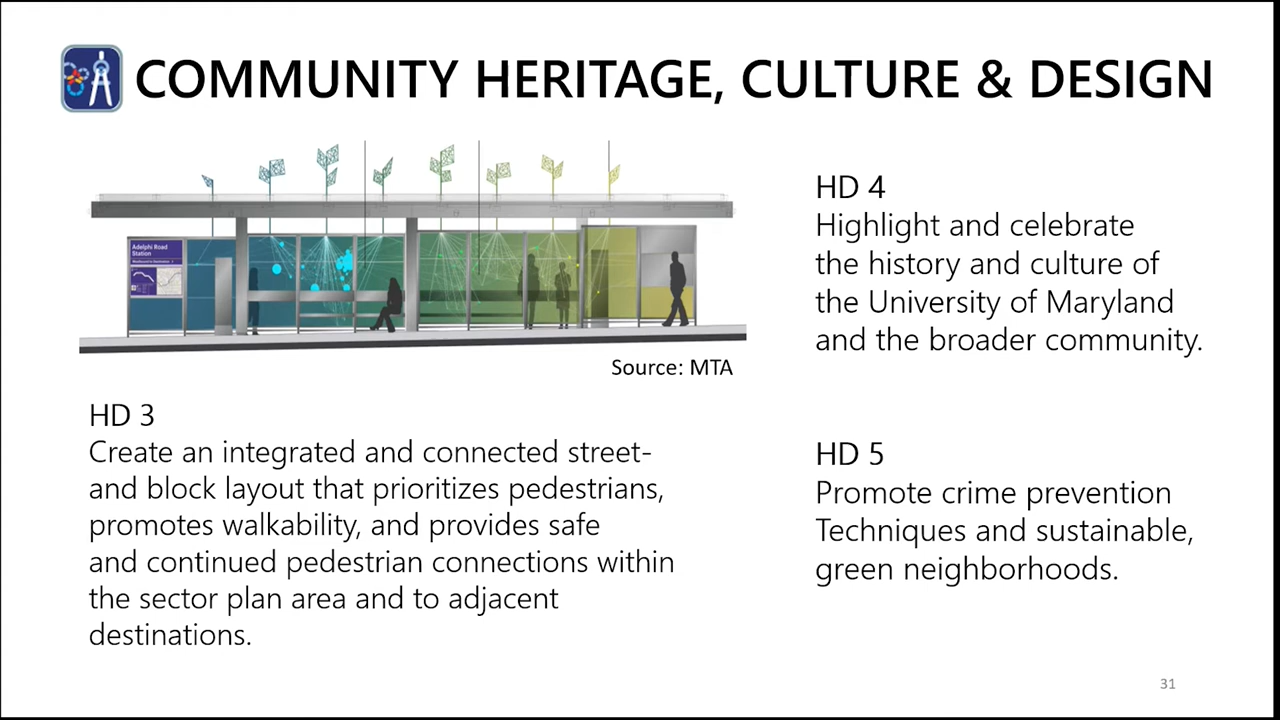 COMMUNITY HERITAGE, CULTURE & DESIGN
Adelphi Road
Station
Source: MTA
HD 3
Create an integrated and connected street-
and block layout that prioritizes pedestrians,
promotes walkability, and provides safe
and continued pedestrian connections within
the sector plan area and to adjacent
destinations.
HD 4
Highlight and celebrate
the history and culture of
the University of Maryland
and the broader community.
HD 5
Promote crime prevention
Techniques and sustainable,
green neighborhoods.
31